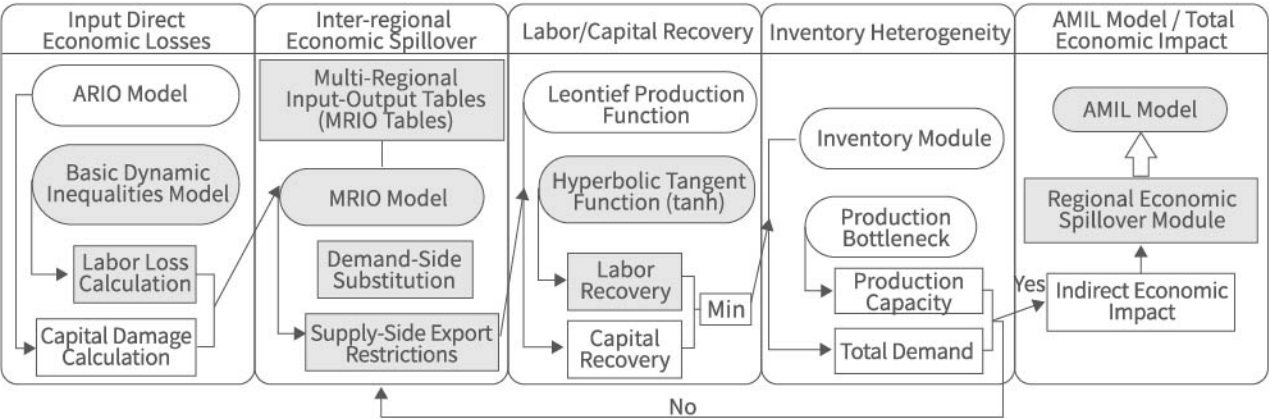 Input Direct
Economic Losses
ARIO Model
Basic Dynamic
Inequalities Model
Labor Loss
Calculation
Capital Damage
Calculation
Inter-regional
Economic Spillover
Multi-Regional
Input-Output Tables
(MRIO Tables)
MRIO Model
Demand-Side
Substitution
Supply-Side Export
Restrictions
Labor/Capital Recovery
Leontief Production
Function
Hyperbolic Tangent
Function (tanh)
Labor
Recovery
Capital
Recovery
Min
Inventory Heterogeneity
Inventory Module
Production
Bottleneck
Production
Capacity
Total Demand
AMIL Model / Total
Economic Impact
AMIL Model
Regional Economic
Spillover Module
Yes
Indirect Economic
Impact
No